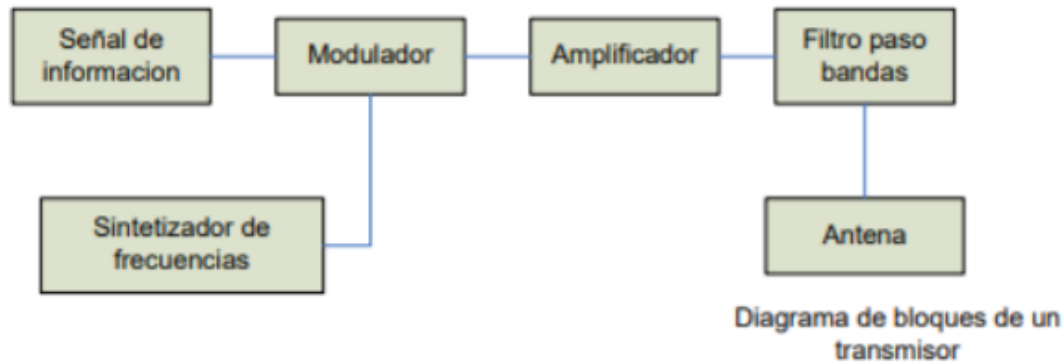 Señal de
informacion
Modulador
Amplificador
Filtro paso
bandas
Sintetizador de
frecuencias
Antena
Diagrama de bloques de un
transmisor